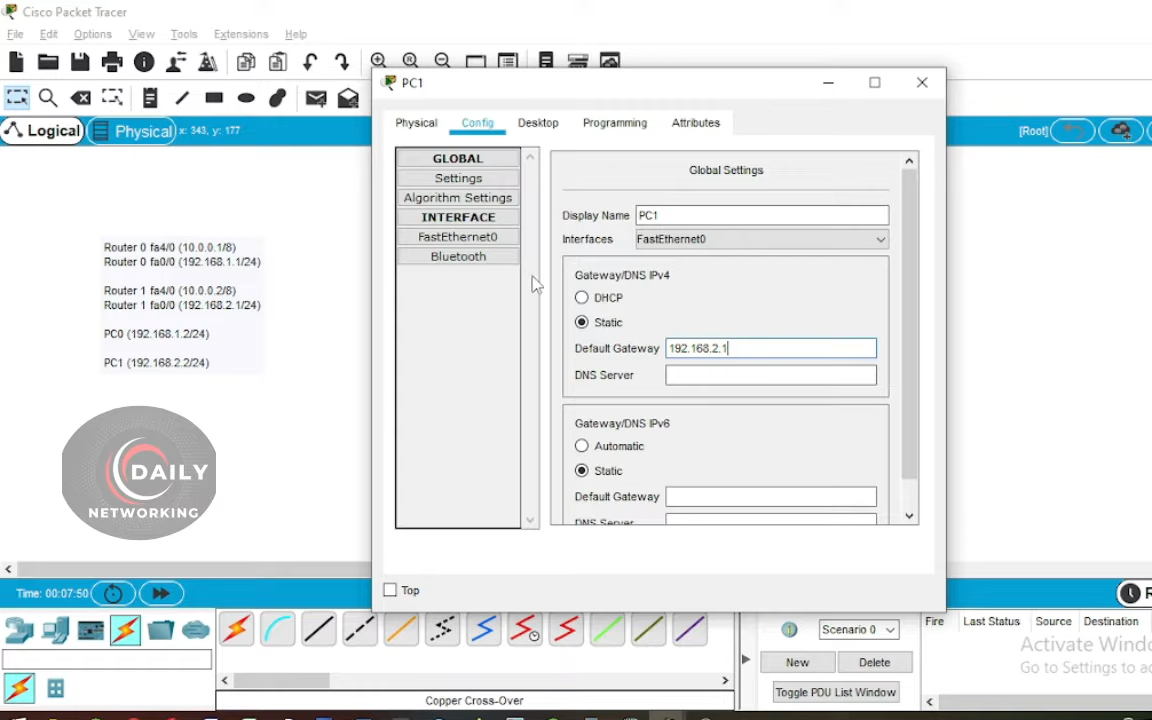 Cisco Packet Tracer
File Edit Options View Tools Extensions Help
Logical Physical x: 343, y: 177
[Root]
Router 0 fa4/0 (10.0.0.1/8)
Router 0 fa0/0 (192.168.1.1/24)
Router 1 fa4/0 (10.0.0.2/8)
Router 1 fa0/0 (192.168.2.1/24)
PC0 (192.168.1.2/24)
PC1 (192.168.2.2/24)
DAILY
NETWORKING
PC1
Physical Config Desktop Programming Attributes
GLOBAL
Settings
Algorithm Settings
INTERFACE
FastEthernet0
Bluetooth
Global Settings
Display Name PC1
Interfaces FastEthernet0
Gateway/DNS IPv4
DHCP
Static
Default Gateway 192.168.2.1
DNS Server
Gateway/DNS IPv6
Automatic
Static
Default Gateway
DNS Server
Top
Time: 00:07:50
R
Scenario 0
New Delete
Toggle PDU List Window
Fire Last Status Source Destination
Copper Cross-Over
Activate Windo
Go to Settings to ac